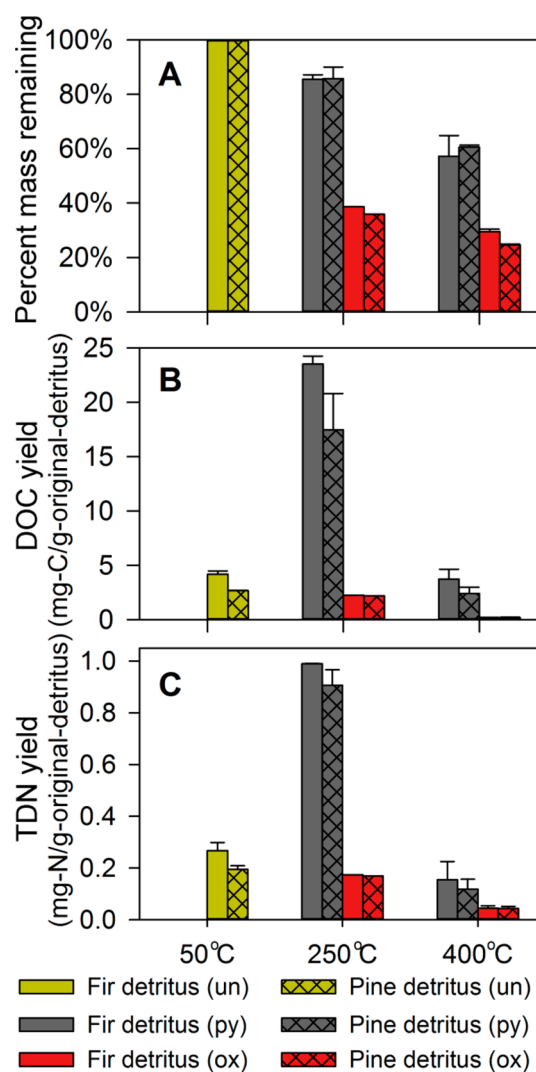 Percent mass remaining
100%
80%
60%
40%
20%
0%
A
DOC yield
(mg-C/g-original-detritus)
25
20
15
10
5
0
B
TDN yield
(mg-N/g-original-detritus)
1.0
0.8
0.6
0.4
0.2
0.0
C
50℃ 250℃ 400℃
Fir detritus (un) Pine detritus (un)
Fir detritus (py) Pine detritus (py)
Fir detritus (ox) Pine detritus (ox)